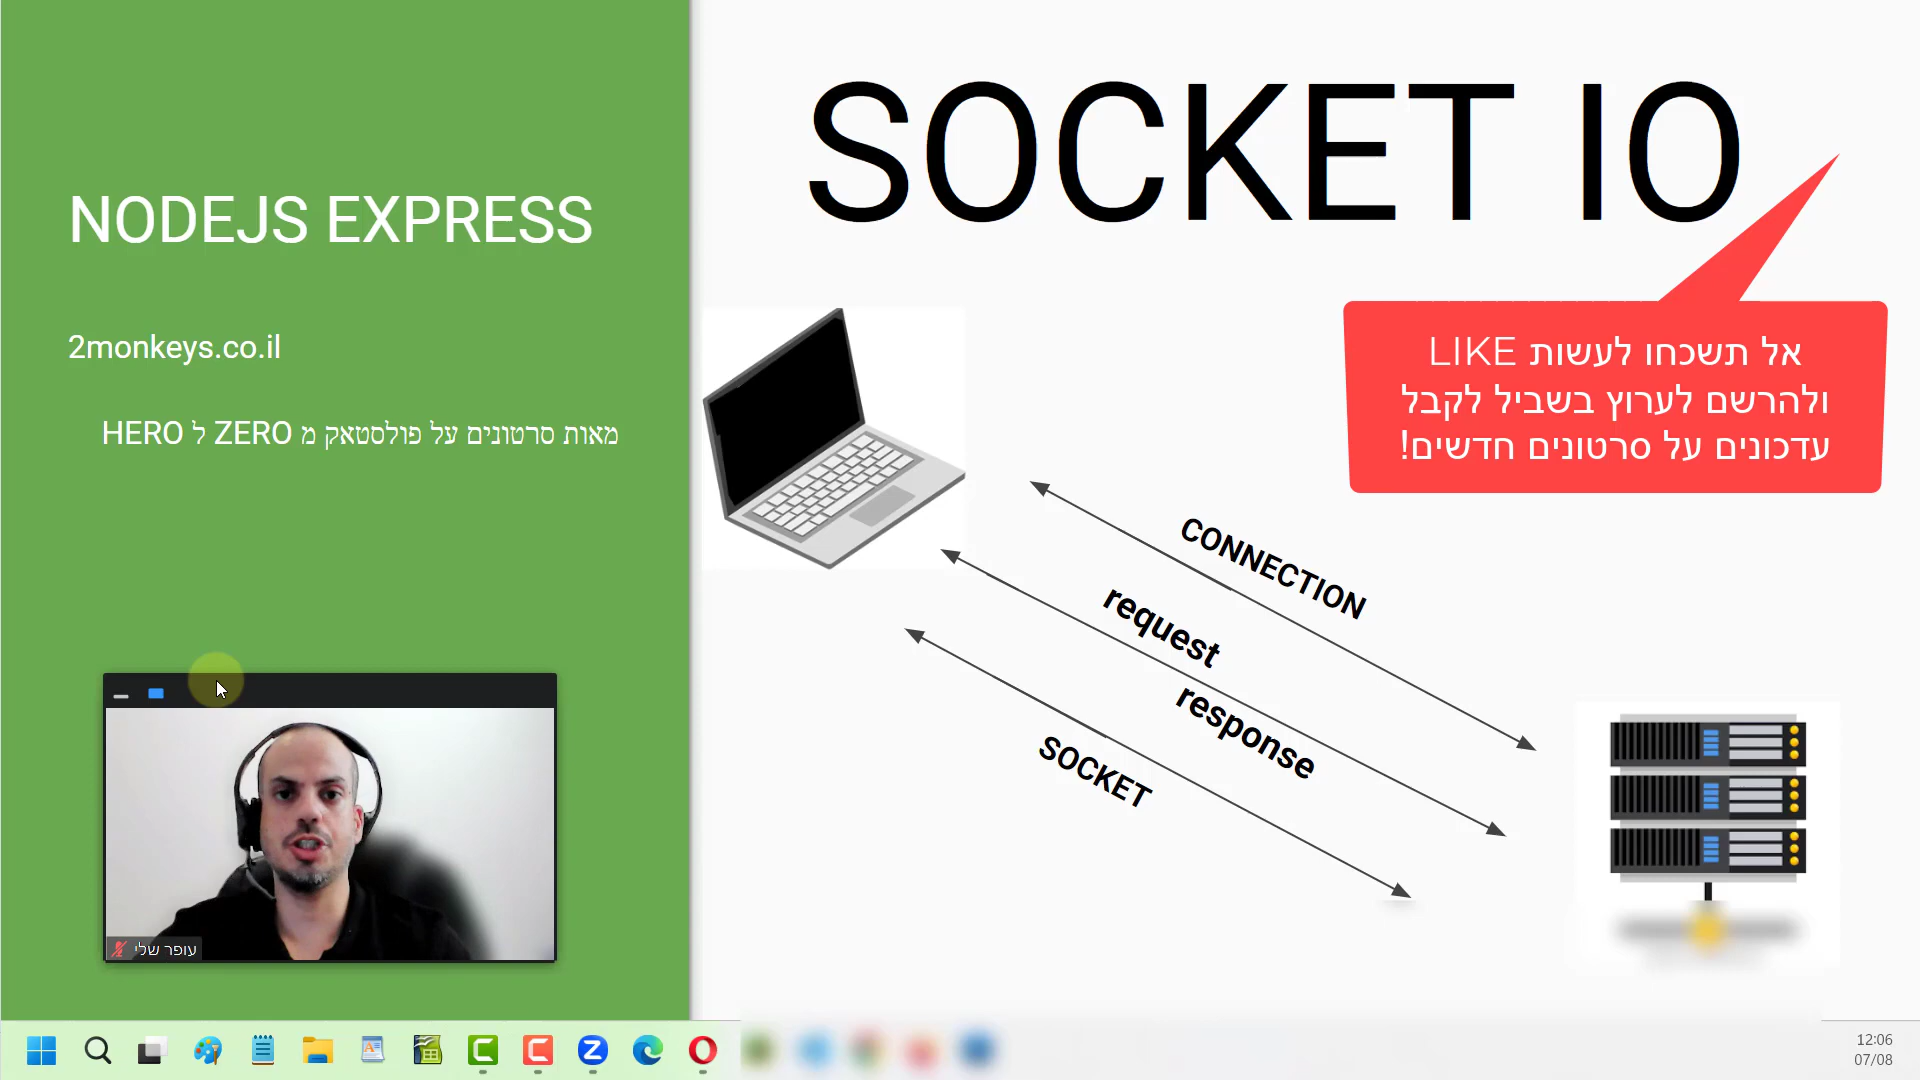 NODEJS EXPRESS
2monkeys.co.il
מאות סרטונים על פולסטאק מ ZERO ל HERO
SOCKET IO
אל תשכחו לעשות LIKE
ולהרשם לערוץ בשביל לקבל
עדכונים על סרטונים חדשים!
CONNECTION
request
response
SOCKET
עופר שלי
12:06
07/08